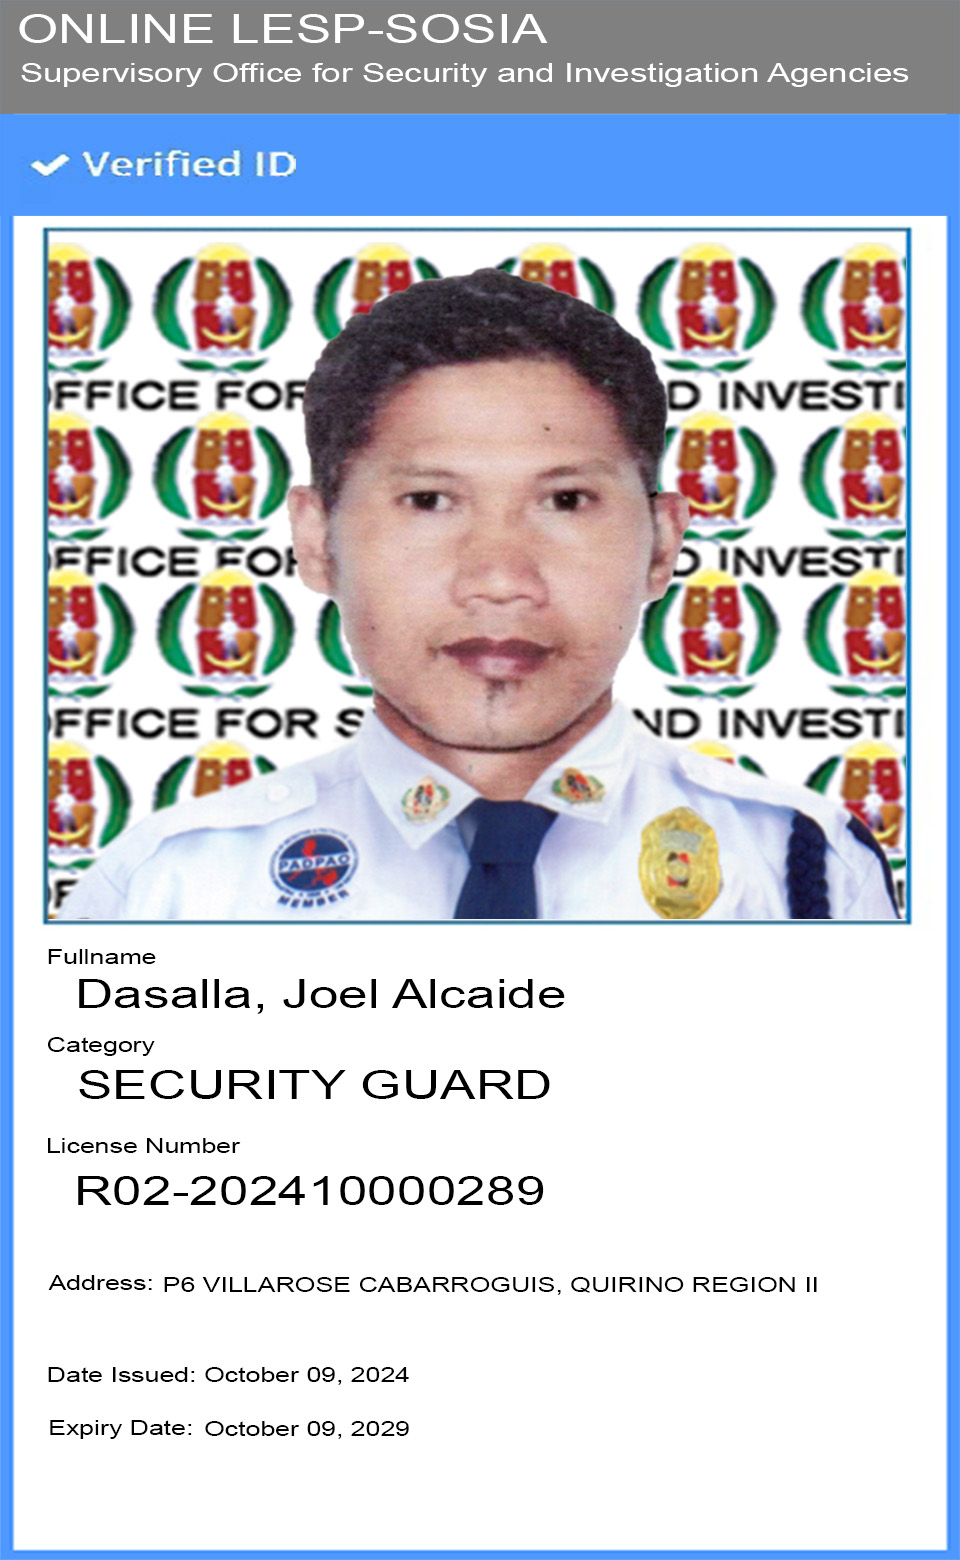 ONLINE LESP-SOSIA
Supervisory Office for Security and Investigation Agencies
Verified ID
FFICE FOR D INVESTI
FFICE FOR D INVESTI
FFICE FOR S ND INVESTI
PADPAO
MEMBER
Fullname
Dasalla, Joel Alcaide
Category
SECURITY GUARD
License Number
R02-202410000289
Address: P6 VILLAROSE CABARROGUIS, QUIRINO REGION II
Date Issued: October 09, 2024
Expiry Date: October 09, 2029